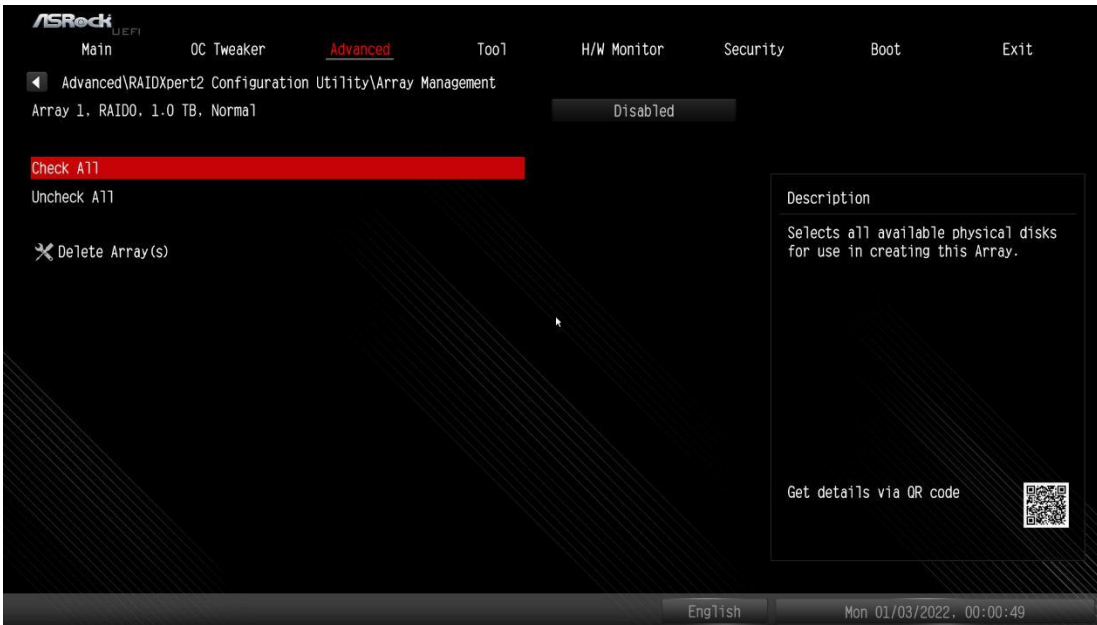 ASRock UEFI
Main OC Tweaker Advanced Tool H/W Monitor Security Boot Exit
Advanced\RAIDXpert2 Configuration Utility\Array Management
Array 1, RAID0, 1.0 TB, Normal Disabled
Check All
Uncheck All
Delete Array(s)
Description
Selects all available physical disks
for use in creating this Array.
Get details via QR code
English Mon 01/03/2022, 00:00:49